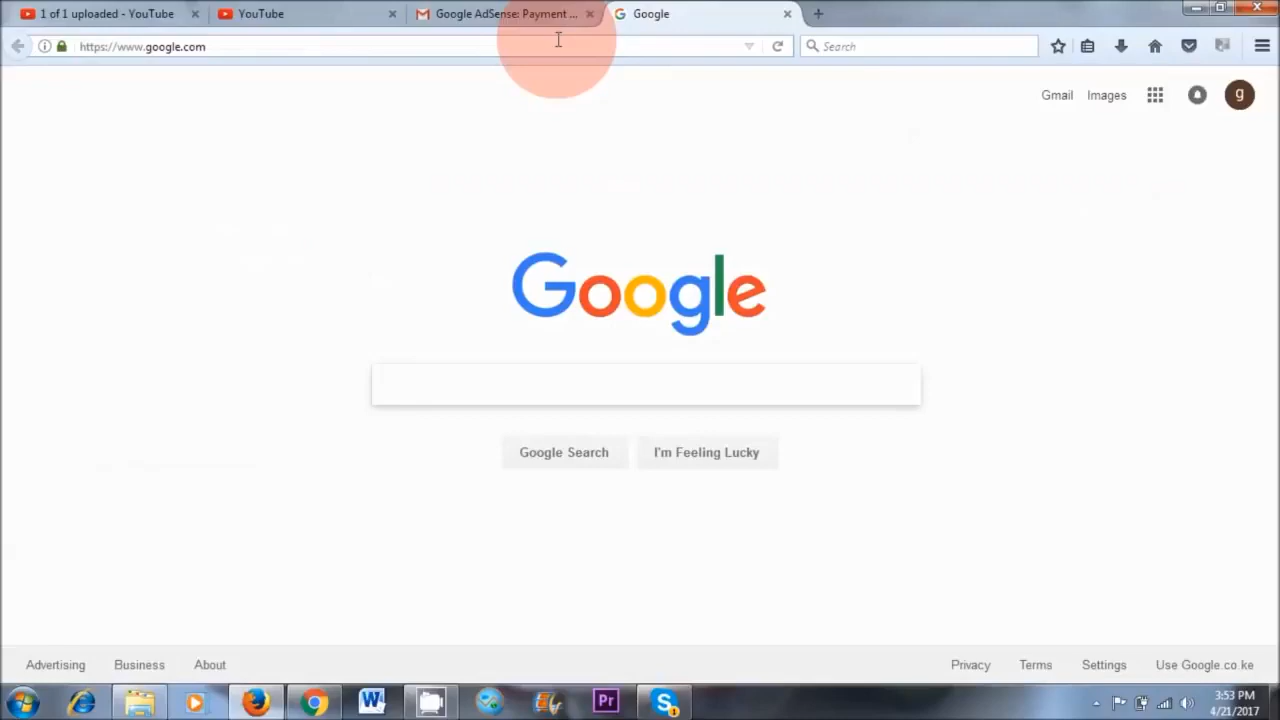 1 of 1 uploaded - YouTube
YouTube
Google AdSense: Payment ...
Google
https://www.google.com
Search
Gmail
Images
g
Google
Google Search
I'm Feeling Lucky
Advertising
Business
About
Privacy
Terms
Settings
Use Google.co.ke
W
Pr
S
3:53 PM
4/21/2017